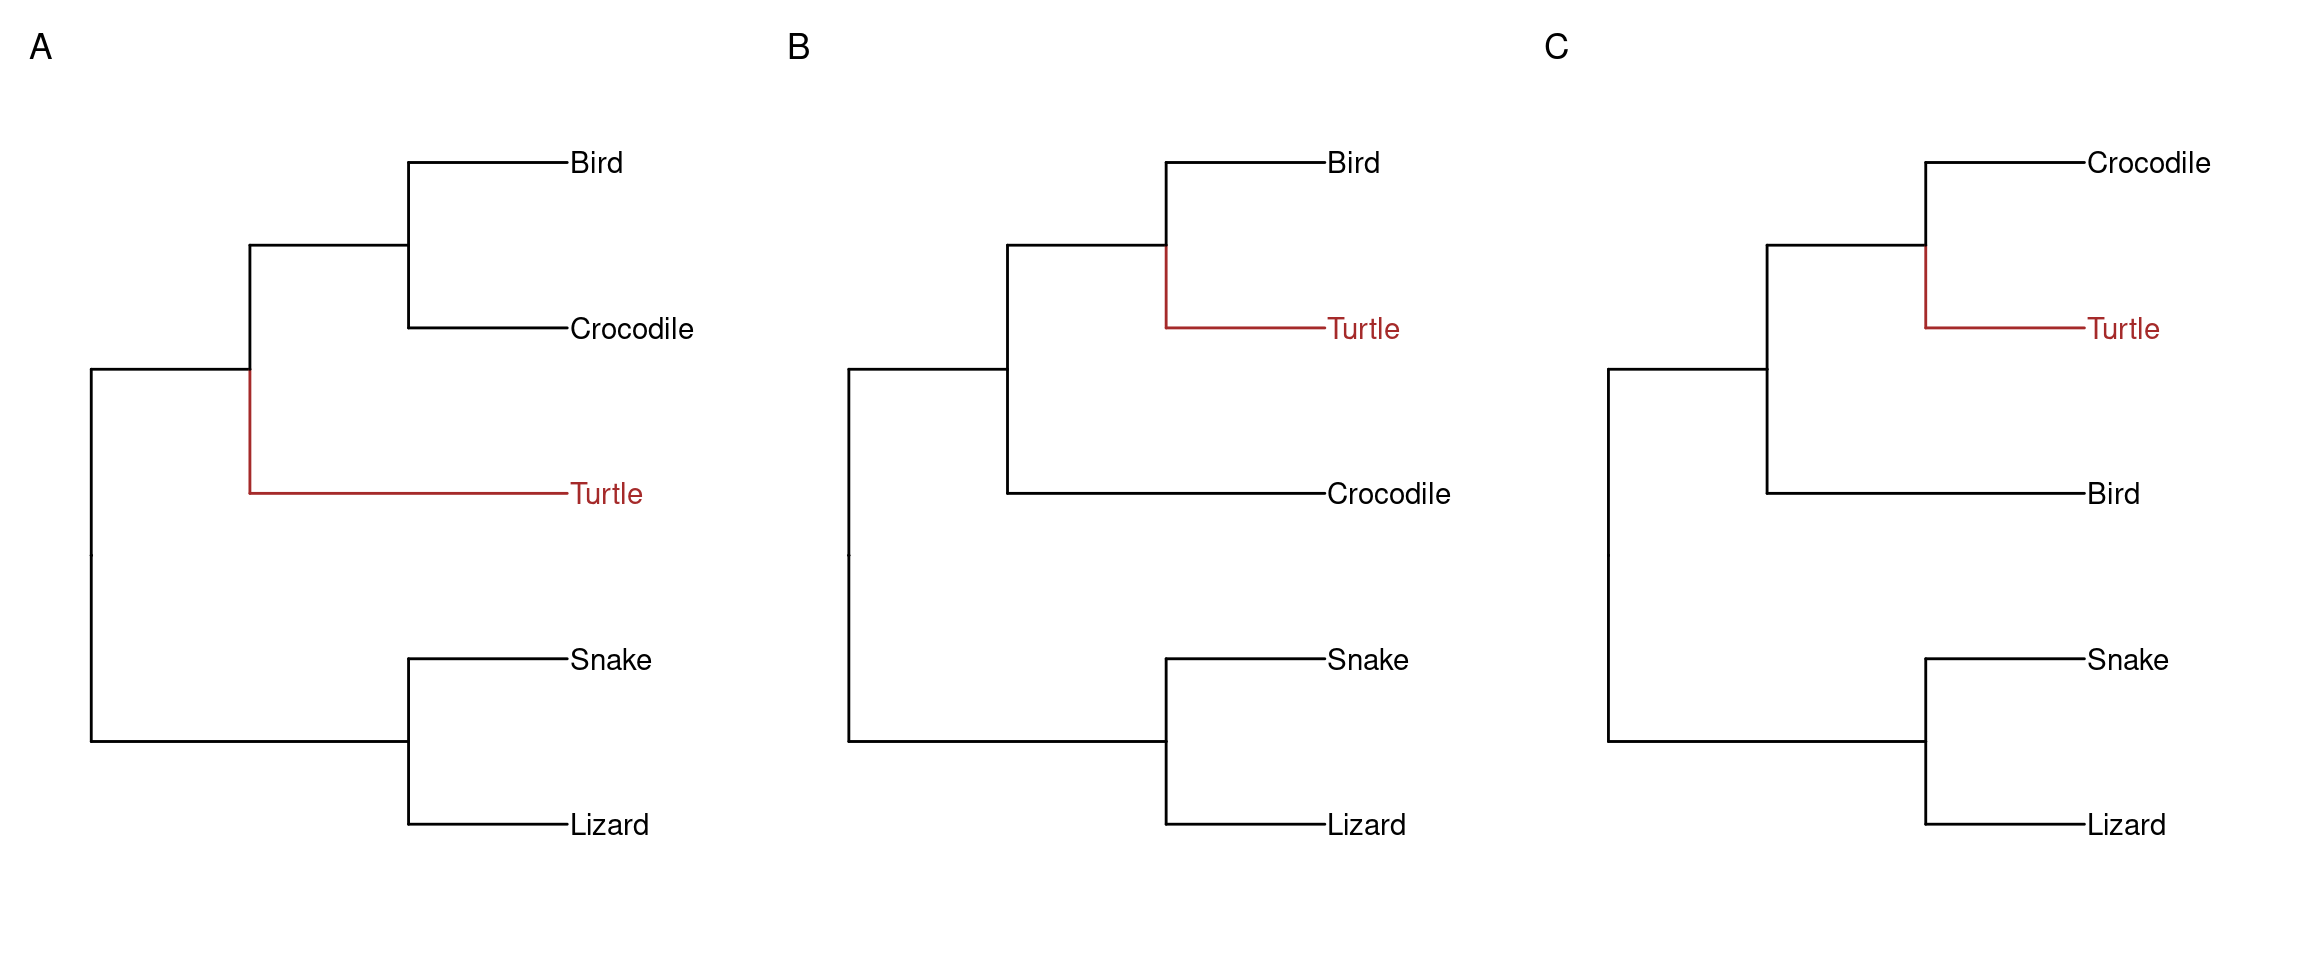 A
Bird
Crocodile
Turtle
Snake
Lizard
B
Bird
Turtle
Crocodile
Snake
Lizard
C
Crocodile
Turtle
Bird
Snake
Lizard